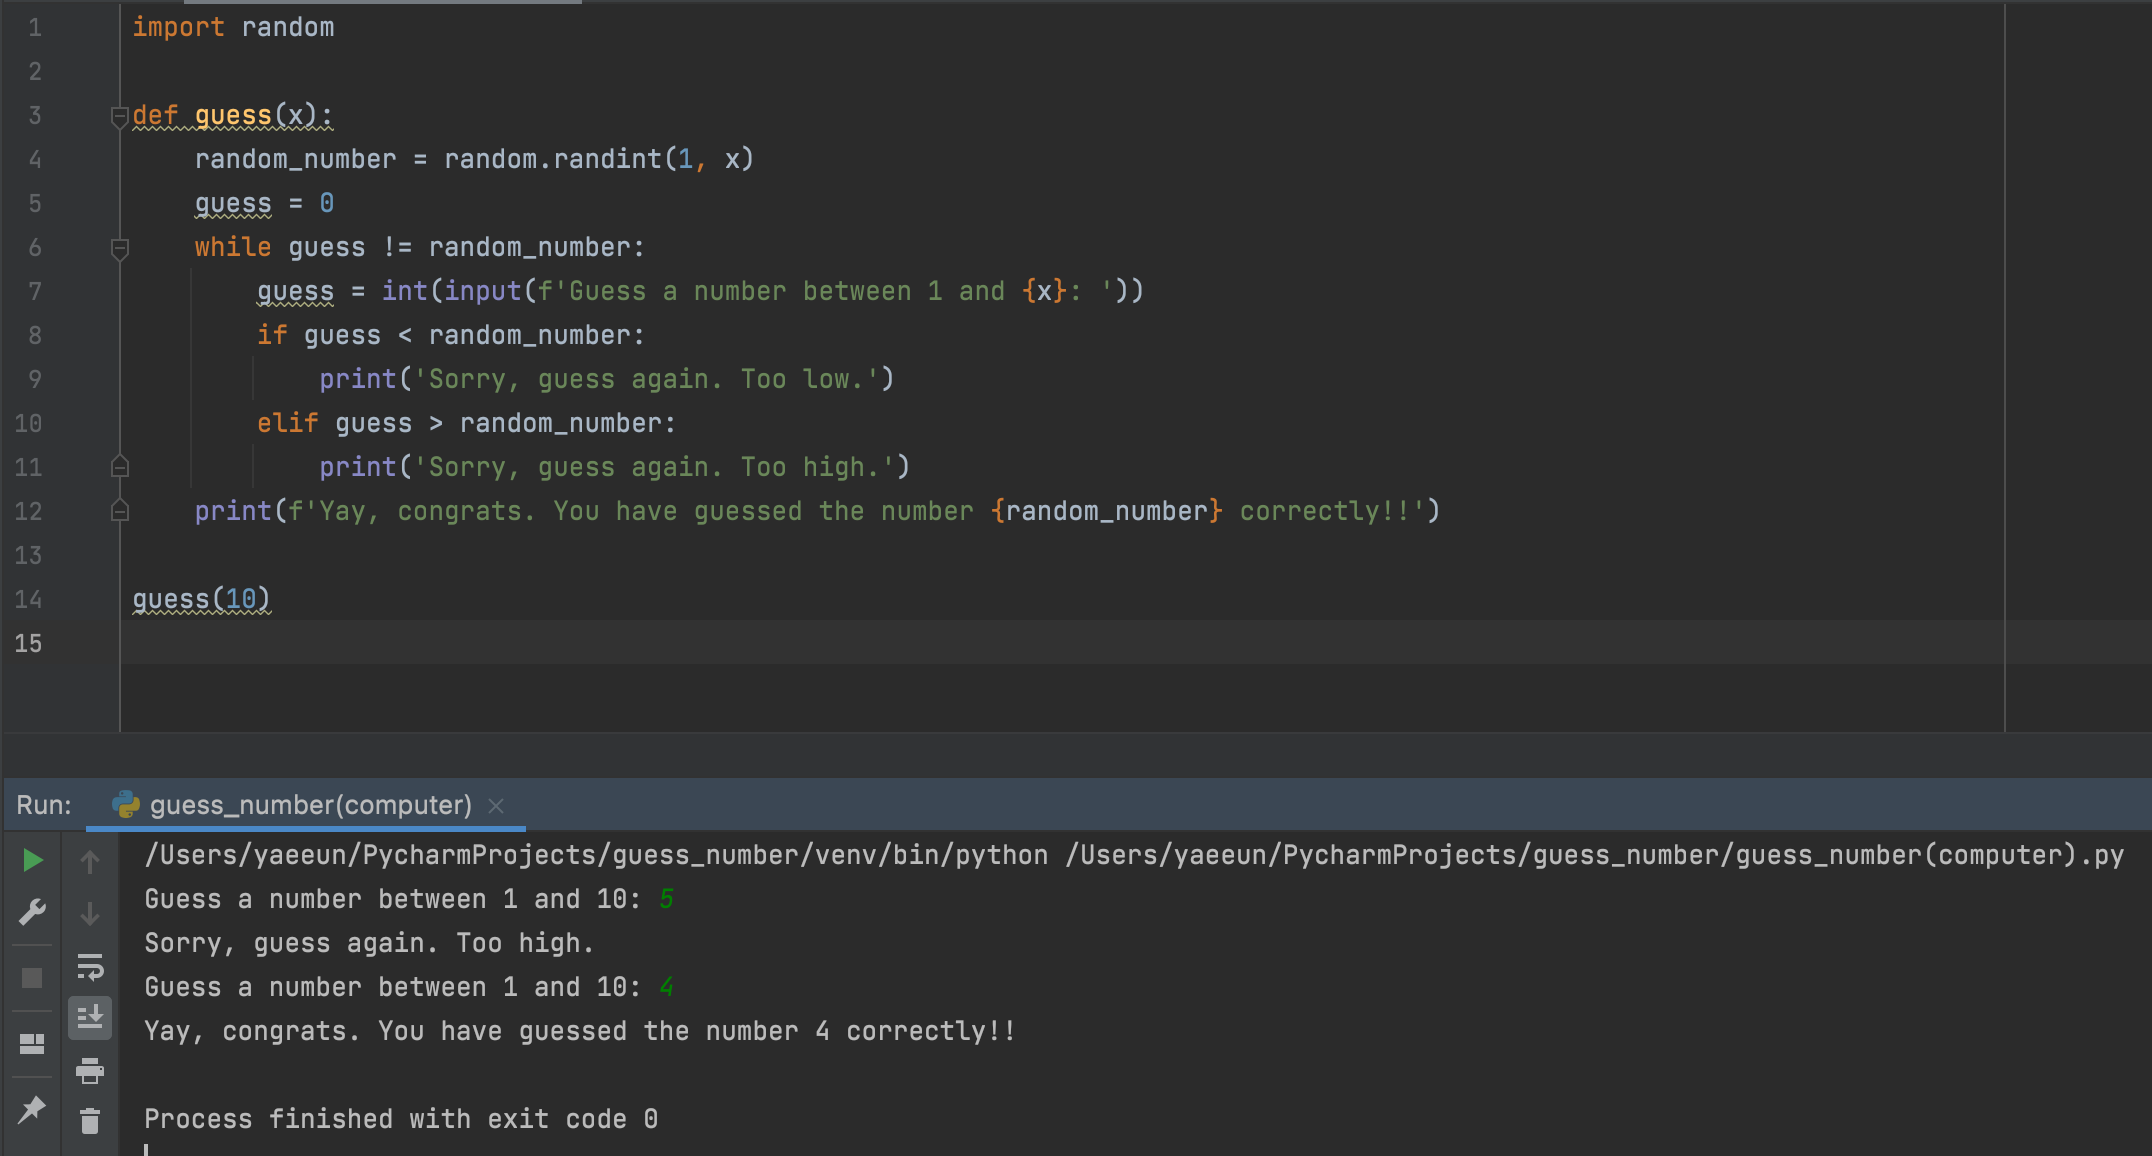 1 import random
2
3 def guess(x):
4     random_number = random.randint(1, x)
5     guess = 0
6     while guess != random_number:
7         guess = int(input(f'Guess a number between 1 and {x}: '))
8         if guess < random_number:
9             print('Sorry, guess again. Too low.')
10         elif guess > random_number:
11             print('Sorry, guess again. Too high.')
12     print(f'Yay, congrats. You have guessed the number {random_number} correctly!!')
13
14 guess(10)
15
Run: guess_number(computer)
/Users/yaeeun/PycharmProjects/guess_number/venv/bin/python /Users/yaeeun/PycharmProjects/guess_number/guess_number(computer).py
Guess a number between 1 and 10: 5
Sorry, guess again. Too high.
Guess a number between 1 and 10: 4
Yay, congrats. You have guessed the number 4 correctly!!
Process finished with exit code 0